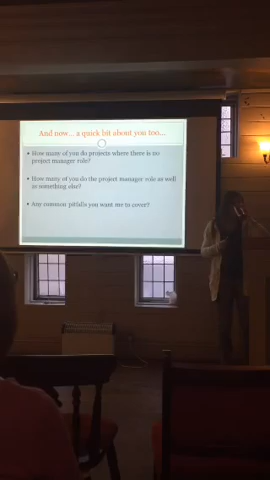 And now... a quick bit about you too...
• How many of you do projects where there is no
project manager role?
• How many of you do the project manager role as well
as something else?
• Any common pitfalls you want me to cover?